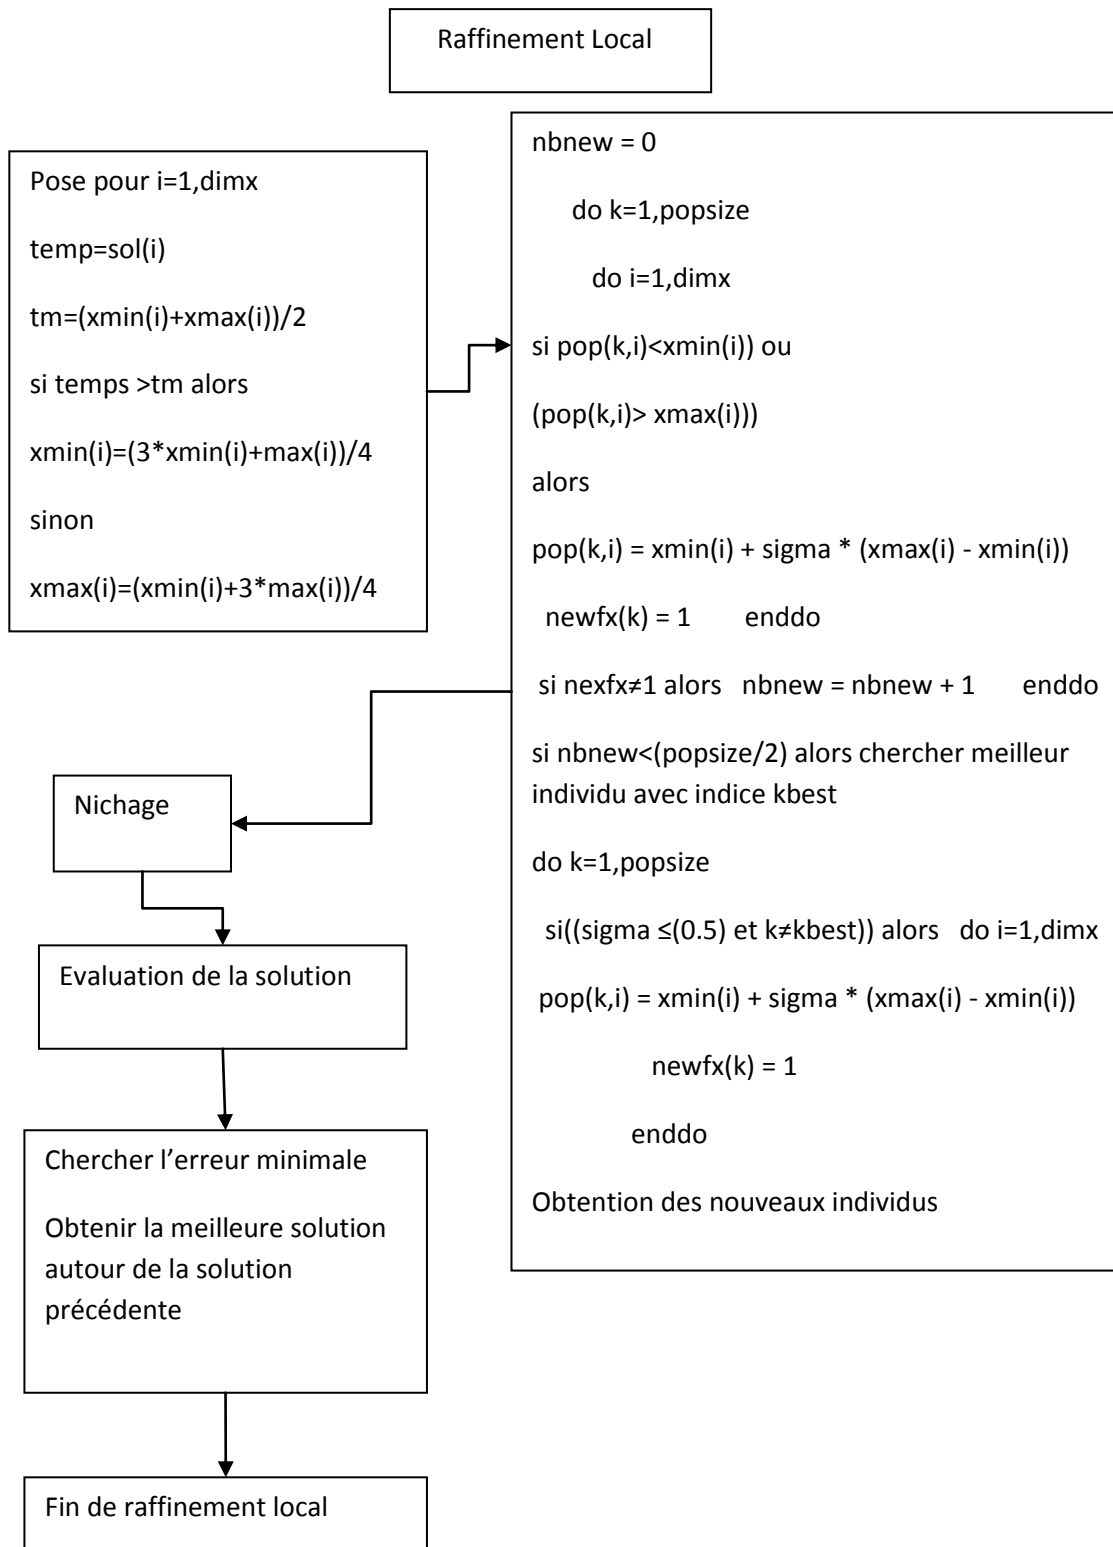 Raffinement Local
Pose pour i=1,dimx
temp=sol(i)
tm=(xmin(i)+xmax(i))/2
si temps >tm alors
xmin(i)=(3*xmin(i)+max(i))/4
sinon
xmax(i)=(xmin(i)+3*max(i))/4
nbnew = 0
do k=1,popsize
do i=1,dimx
si pop(k,i)<xmin(i)) ou
(pop(k,i)> xmax(i)))
alors
pop(k,i) = xmin(i) + sigma * (xmax(i) - xmin(i))
newfx(k) = 1 enddo
si nexfx≠1 alors nbnew = nbnew + 1 enddo
si nbnew<(popsize/2) alors chercher meilleur
individu avec indice kbest
do k=1,popsize
si((sigma ≤(0.5) et k≠kbest)) alors do i=1,dimx
pop(k,i) = xmin(i) + sigma * (xmax(i) - xmin(i))
newfx(k) = 1
enddo
Obtention des nouveaux individus
Nichage
Evaluation de la solution
Chercher l’erreur minimale
Obtenir la meilleure solution
autour de la solution
précédente
Fin de raffinement local